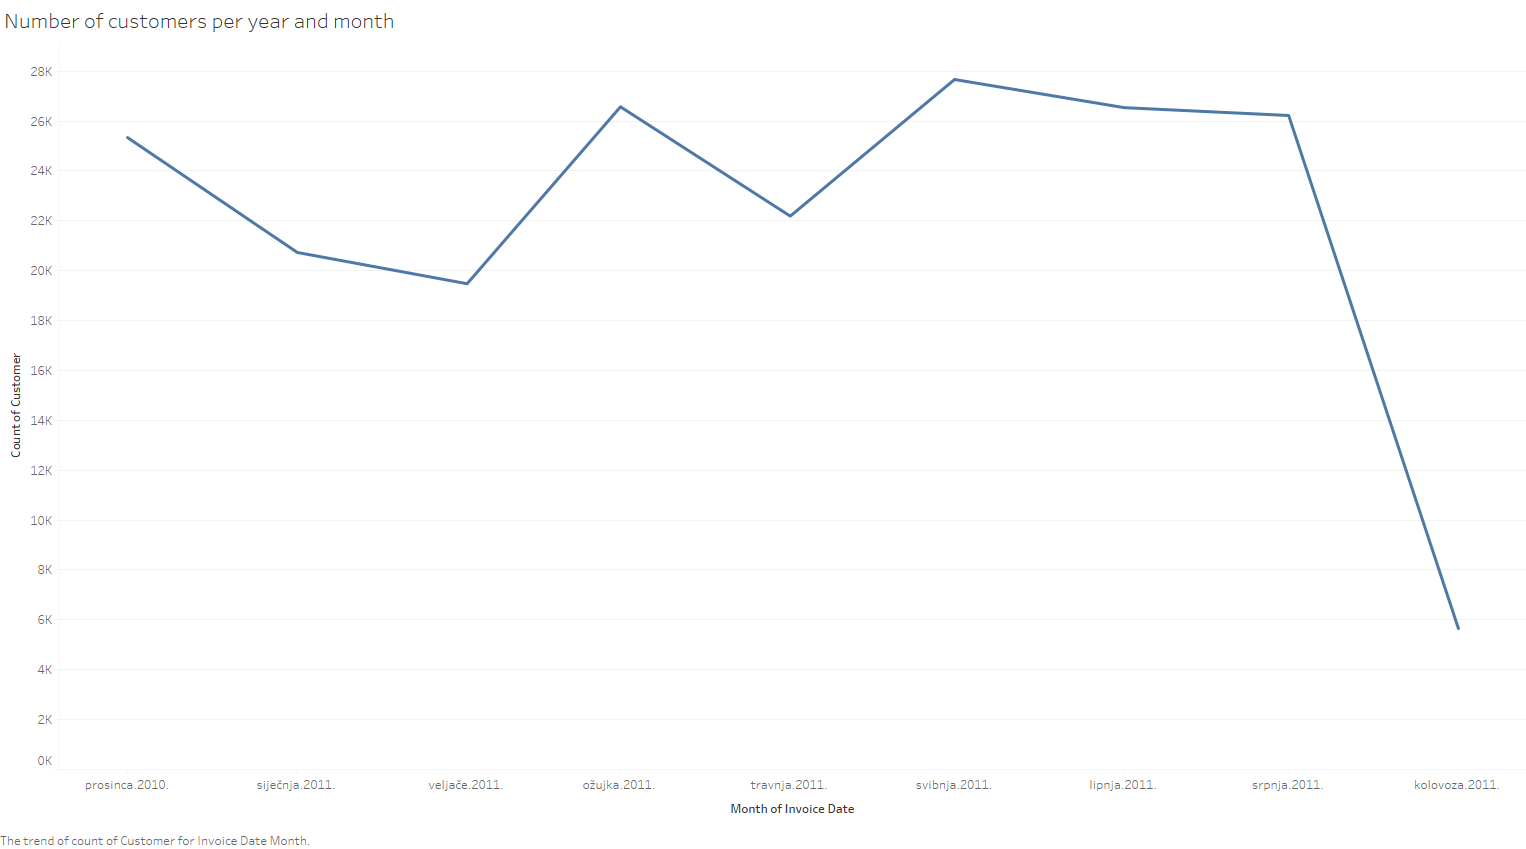 Number of customers per year and month
28K
26K
24K
22K
20K
18K
16K
14K
12K
10K
8K
6K
4K
2K
0K
Count of Customer
prosinca.2010. siječnja.2011. veljače.2011. ožujka.2011. travnja.2011. svibnja.2011. lipnja.2011. srpnja.2011. kolovoza.2011.
Month of Invoice Date
The trend of count of Customer for Invoice Date Month.